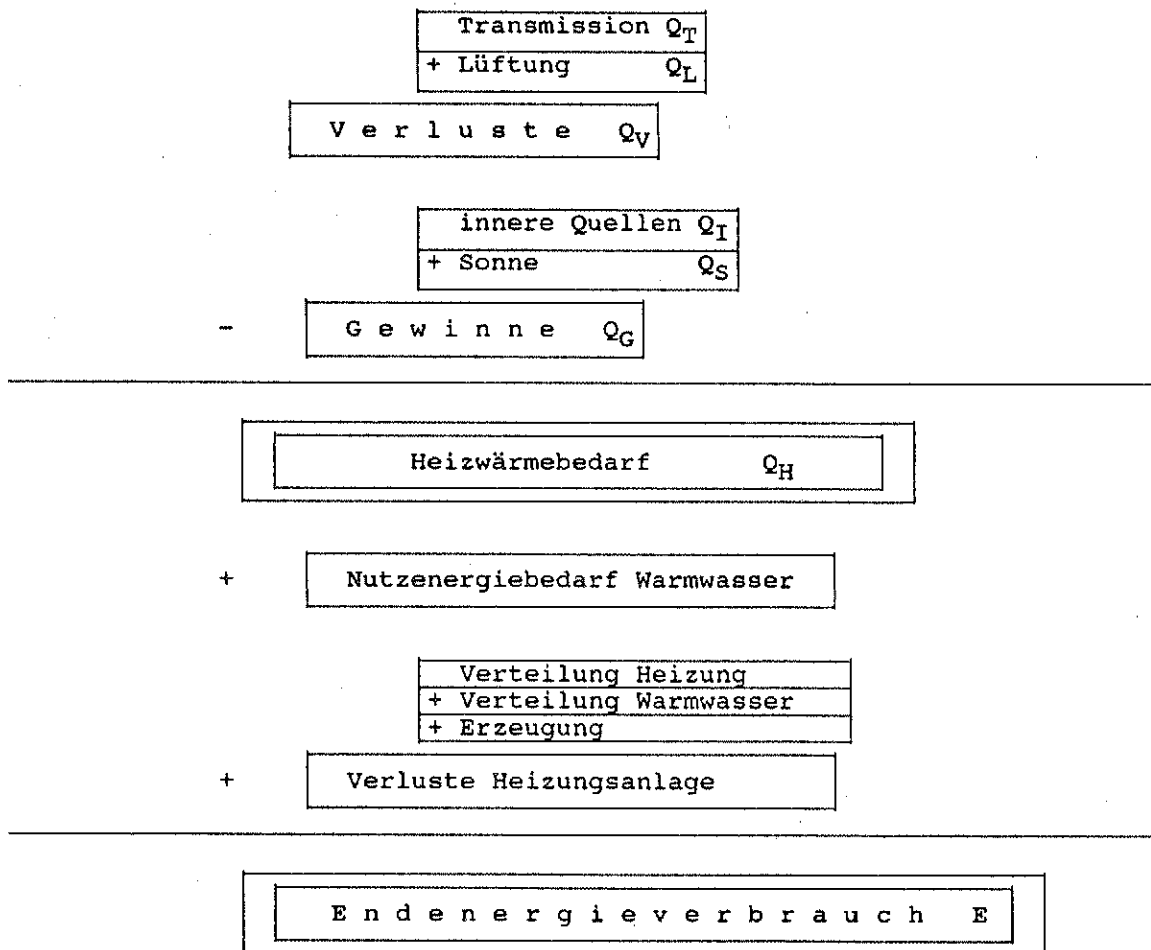 Transmission Q_T
+ Lüftung Q_L
V e r l u s t e Q_V
innere Quellen Q_I
+ Sonne Q_S
- G e w i n n e Q_G
Heizwärmebedarf Q_H
+ Nutzenergiebedarf Warmwasser
Verteilung Heizung
+ Verteilung Warmwasser
+ Erzeugung
+ Verluste Heizungsanlage
E n d e n e r g i e v e r b r a u c h E